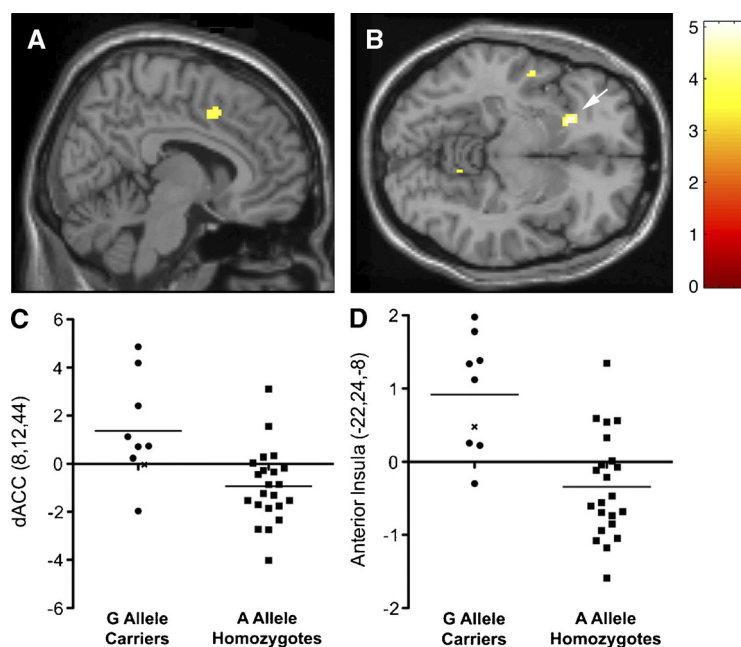 A
B
5
4
3
2
1
0
C
D
dACC (8,12,44)
6
4
2
0
-2
-4
-6
G Allele
Carriers
A Allele
Homozygotes
Anterior Insula (-22,24,-8)
2
1
0
-1
-2
G Allele
Carriers
A Allele
Homozygotes